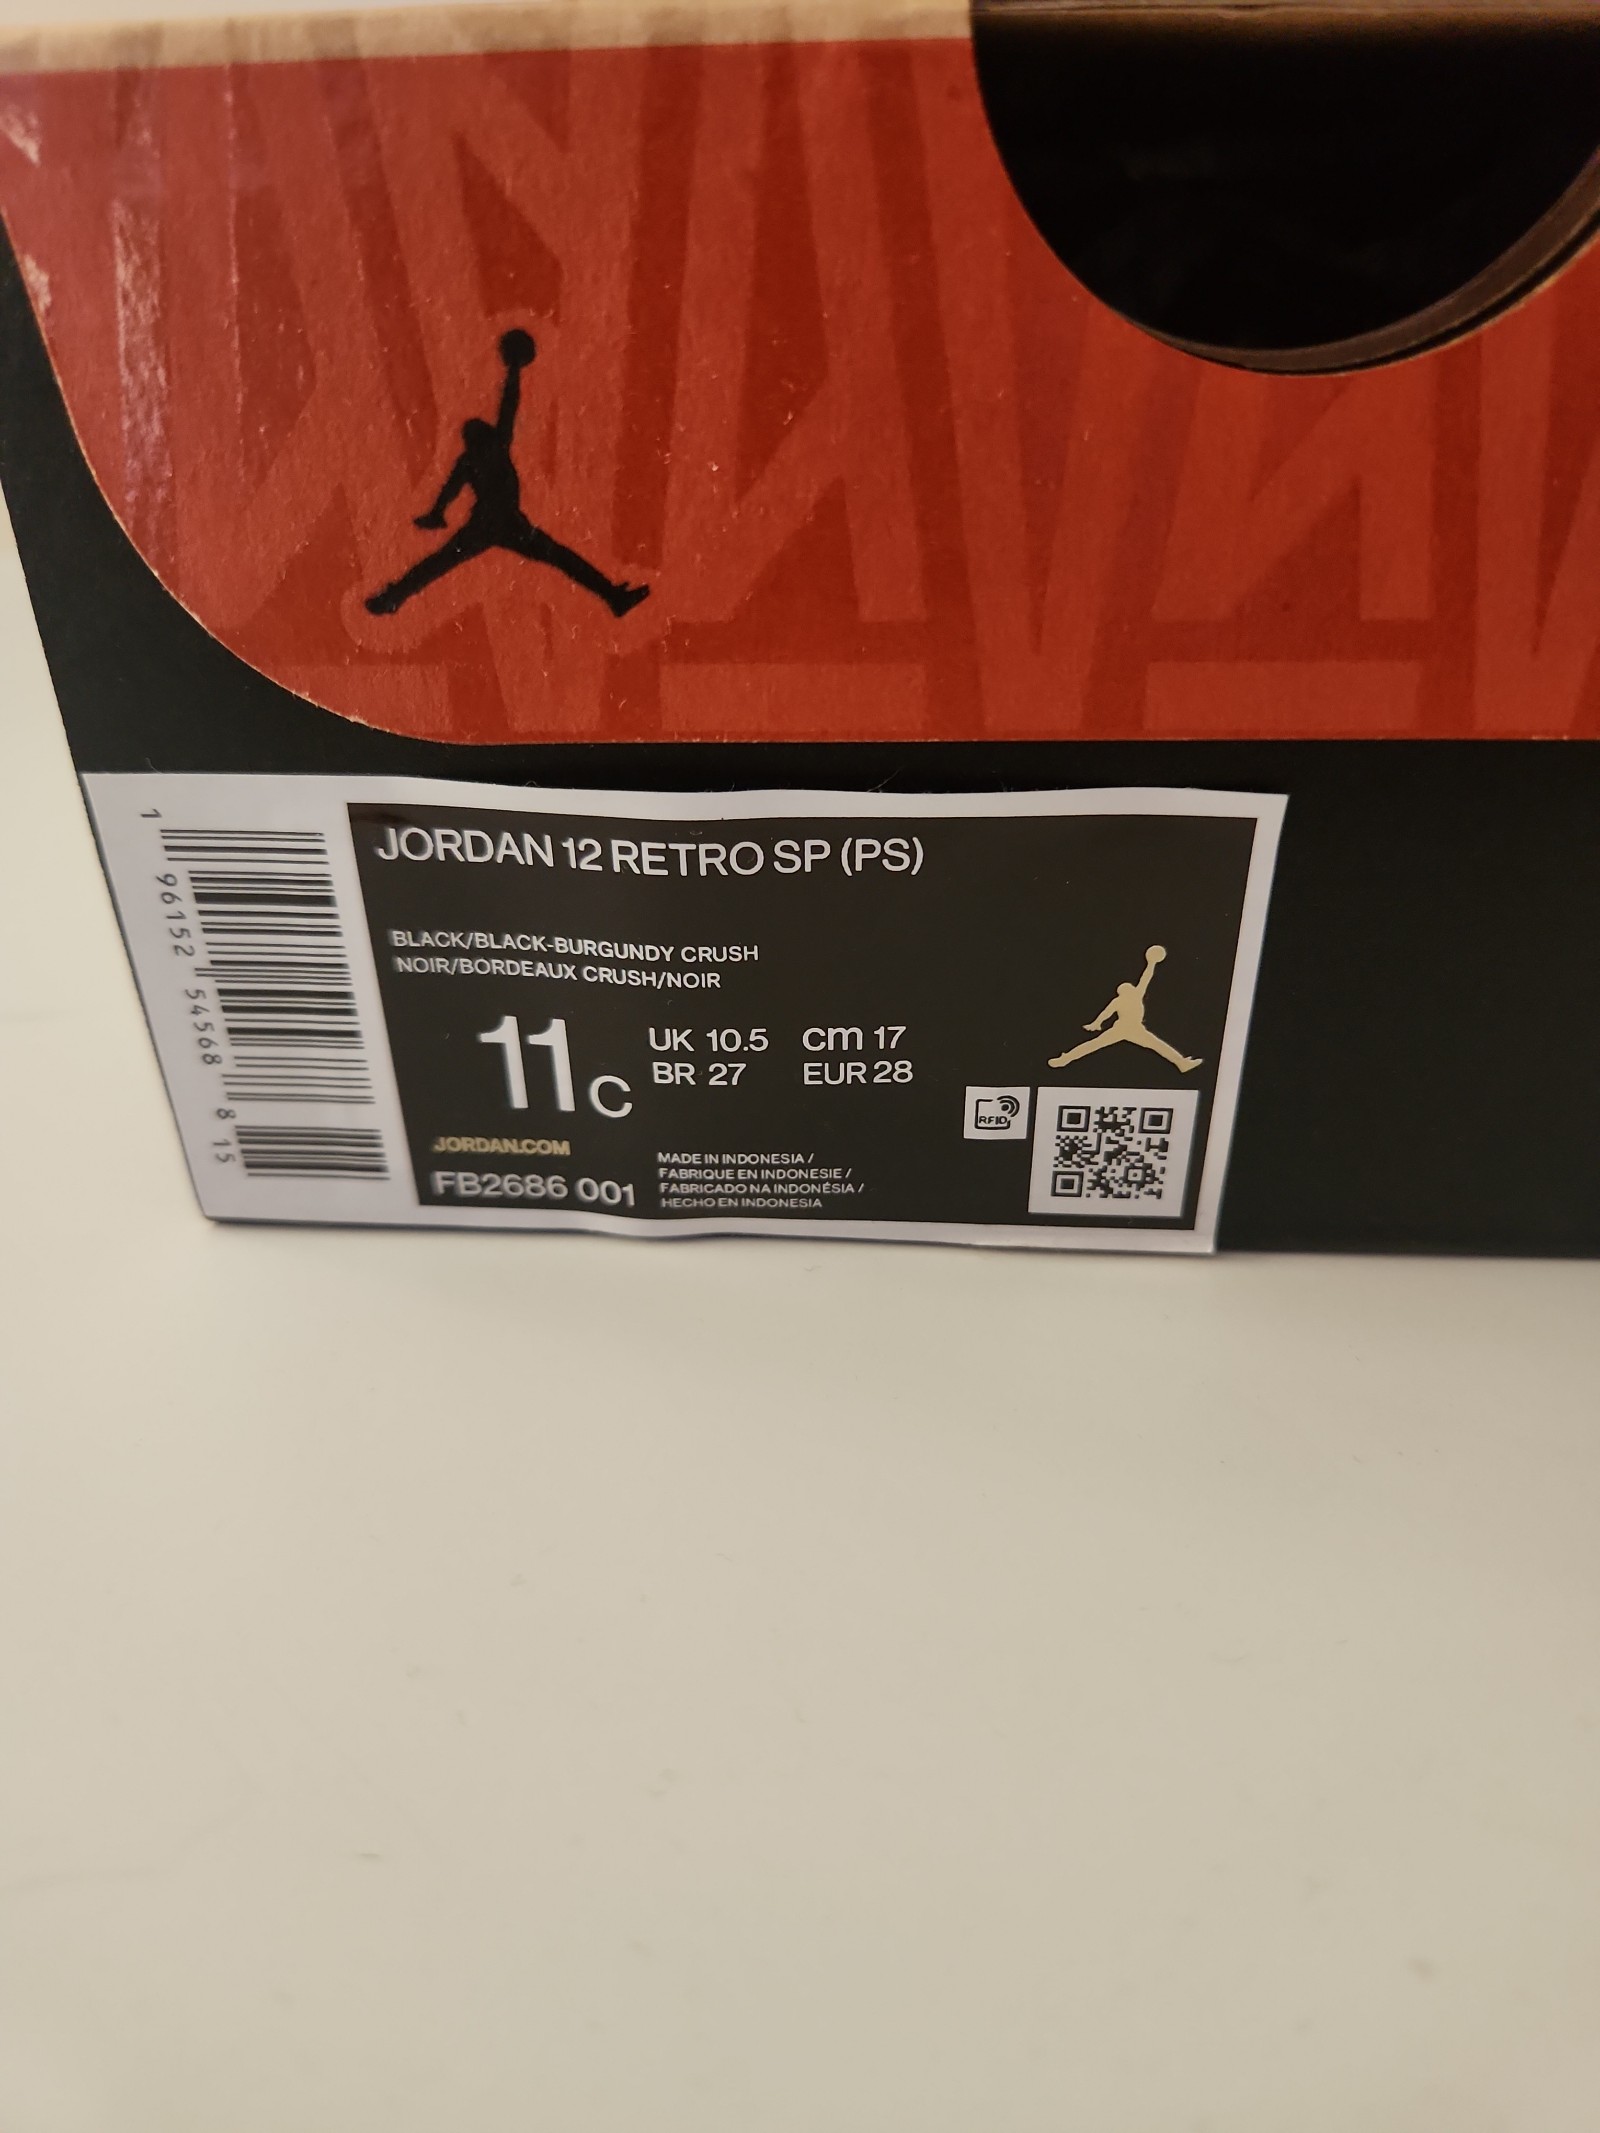 JORDAN 12 RETRO SP (PS)
BLACK/BLACK-BURGUNDY CRUSH
NOIR/BORDEAUX CRUSH/NOIR
11C
UK 10.5 cm 17
BR 27 EUR 28
JORDAN.COM
FB2686 001
MADE IN INDONESIA /
FABRIQUE EN INDONESIE /
FABRICADO NA INDONÉSIA /
HECHO EN INDONESIA
RFID
1 96152 54568 8 15